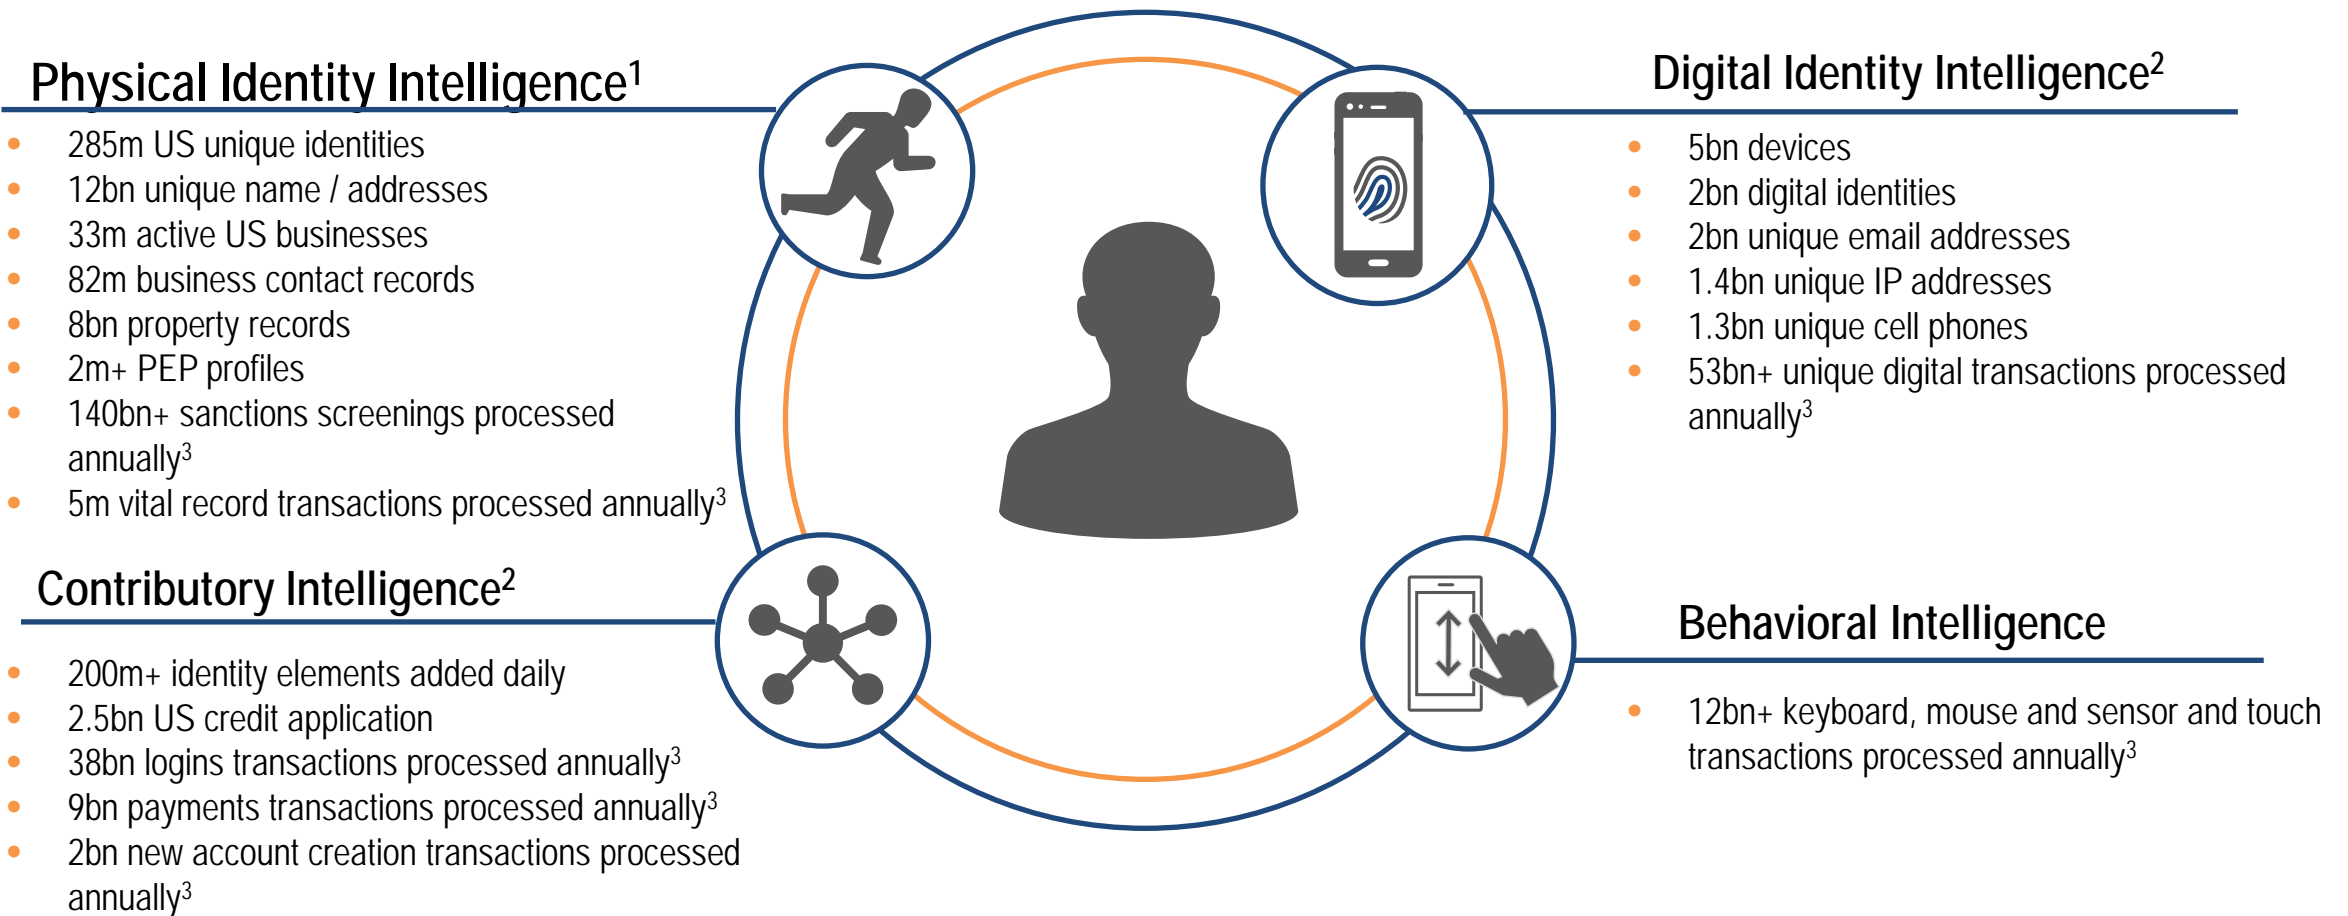 Physical Identity Intelligence¹
• 285m US unique identities
• 12bn unique name / addresses
• 33m active US businesses
• 82m business contact records
• 8bn property records
• 2m+ PEP profiles
• 140bn+ sanctions screenings processed
annually³
• 5m vital record transactions processed annually³
Contributory Intelligence²
• 200m+ identity elements added daily
• 2.5bn US credit application
• 38bn logins transactions processed annually³
• 9bn payments transactions processed annually³
• 2bn new account creation transactions processed
annually³
Digital Identity Intelligence²
• 5bn devices
• 2bn digital identities
• 2bn unique email addresses
• 1.4bn unique IP addresses
• 1.3bn unique cell phones
• 53bn+ unique digital transactions processed
annually³
Behavioral Intelligence
• 12bn+ keyboard, mouse and sensor and touch
transactions processed annually³